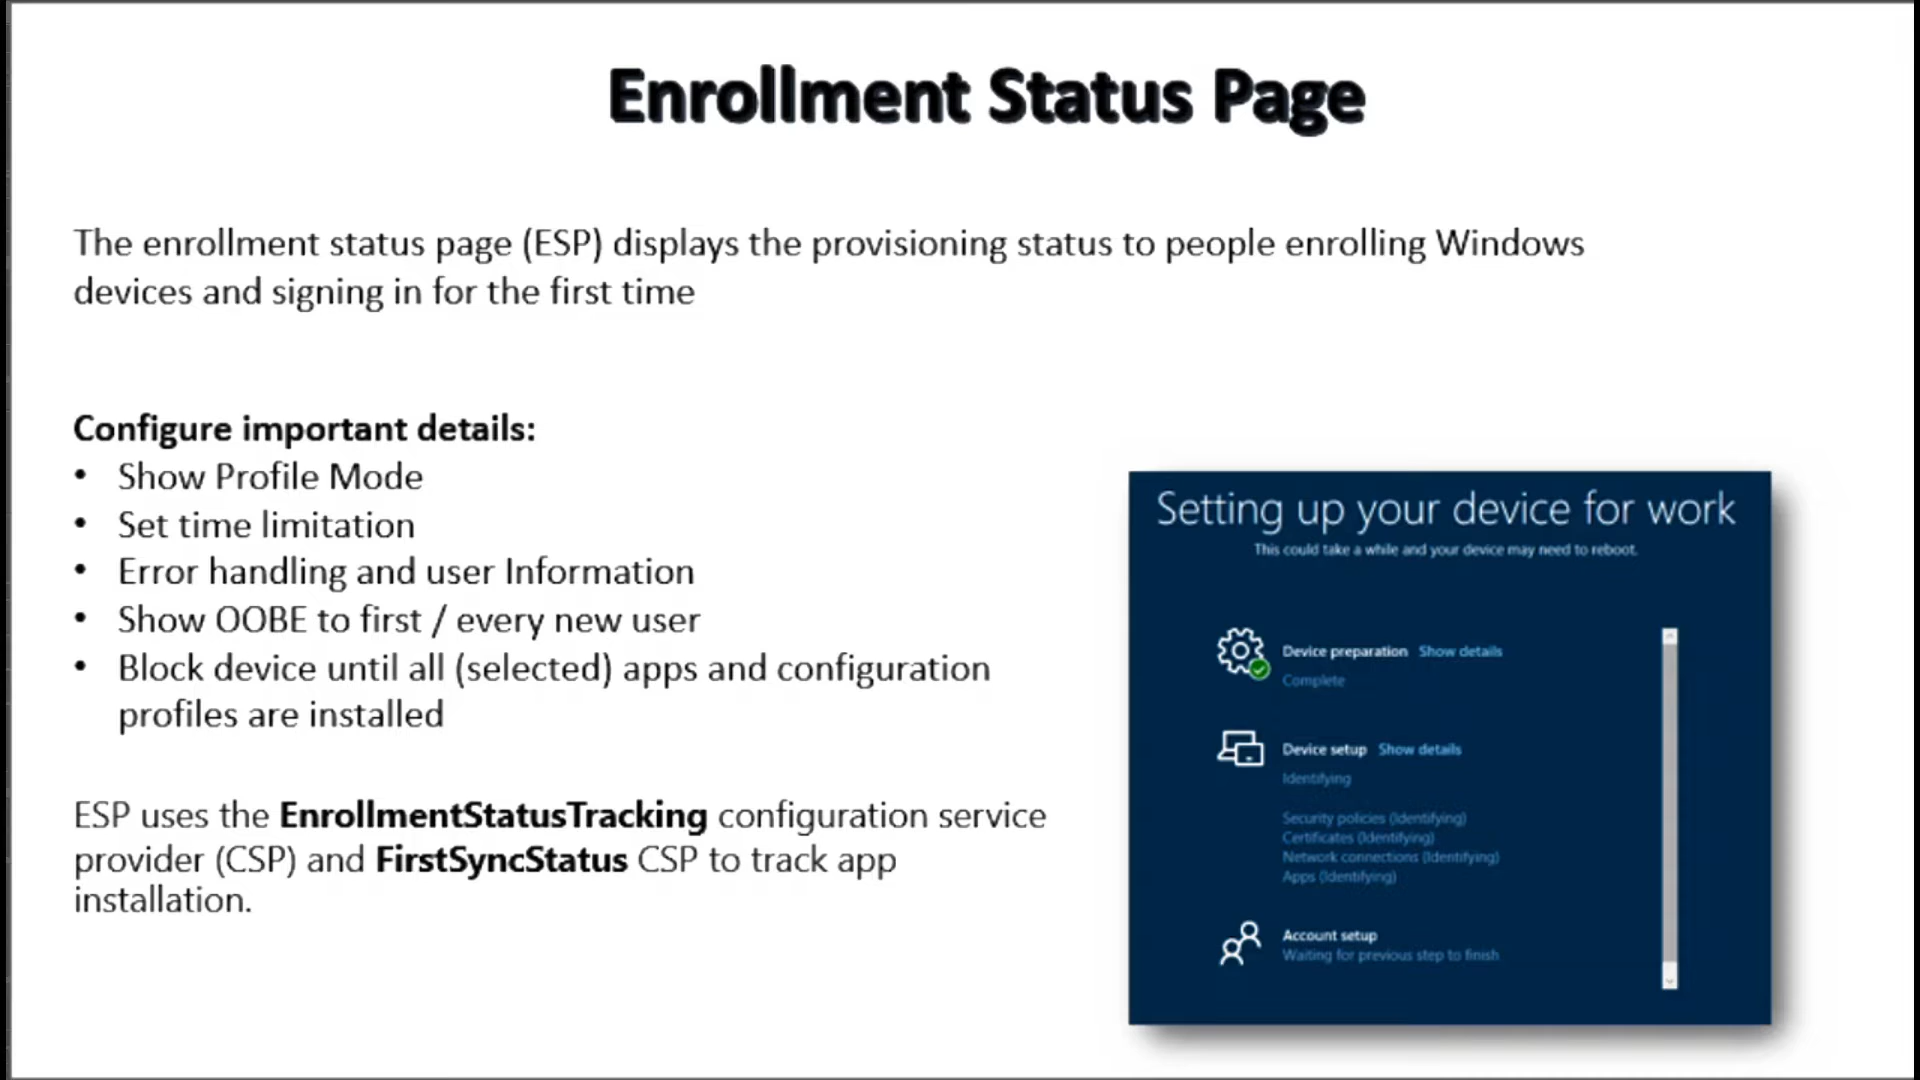 Enrollment Status Page
The enrollment status page (ESP) displays the provisioning status to people enrolling Windows
devices and signing in for the first time
Configure important details:
• Show Profile Mode
• Set time limitation
• Error handling and user Information
• Show OOBE to first / every new user
• Block device until all (selected) apps and configuration
profiles are installed
ESP uses the EnrollmentStatusTracking configuration service
provider (CSP) and FirstSyncStatus CSP to track app
installation.
Setting up your device for work
This could take a while and your device may need to reboot.
Device preparation Show details
Complete
Device setup Show details
Identifying
Security policies (Identifying)
Certificates (Identifying)
Network connections (Identifying)
Apps (Identifying)
Account setup
Waiting for previous step to finish